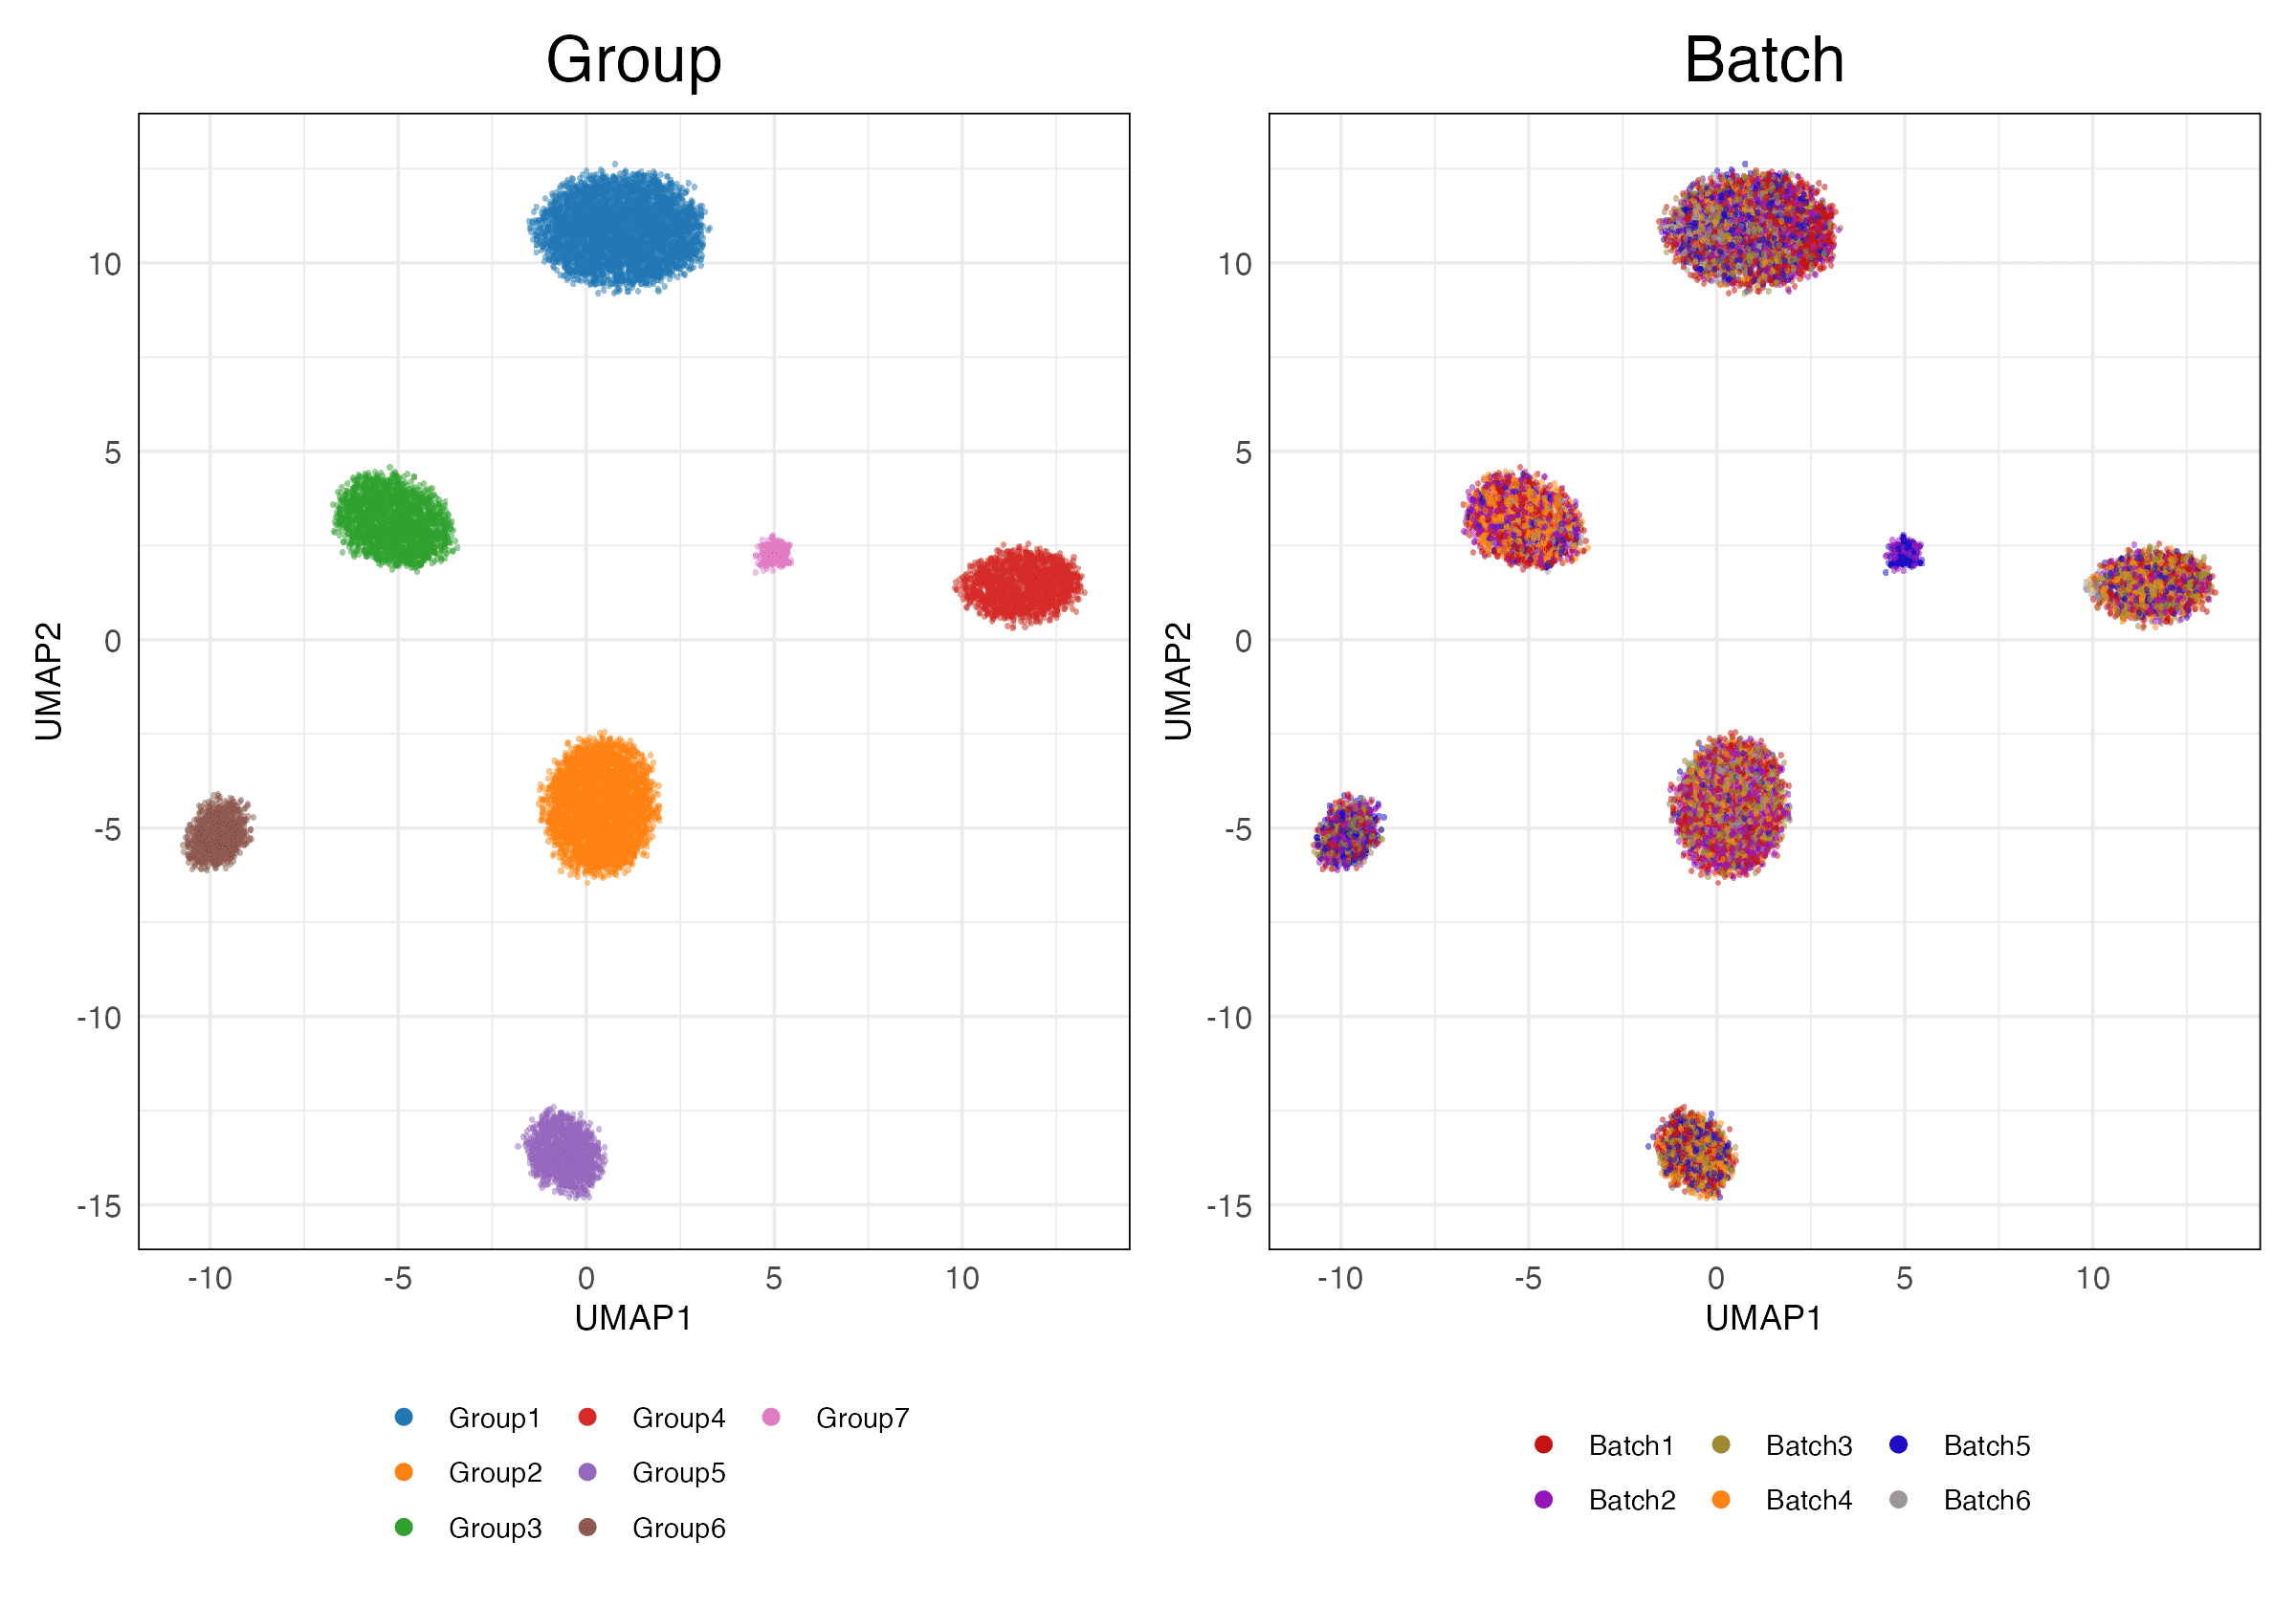 Group
Batch
UMAP2
10
5
0
-5
-10
-15
-10 -5 0 5 10
UMAP1
UMAP2
10
5
0
-5
-10
-15
-10 -5 0 5 10
UMAP1
Group1 Group4 Group7
Group2 Group5
Group3 Group6
Batch1 Batch3 Batch5
Batch2 Batch4 Batch6